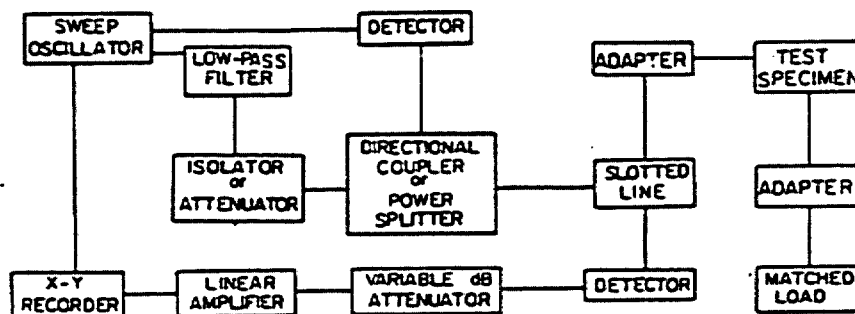 SWEEP
OSCILLATOR
DETECTOR
LOW-PASS
FILTER
ADAPTER
TEST
SPECIMEN
ISOLATOR
or
ATTENUATOR
DIRECTIONAL
COUPLER
or
POWER
SPLITTER
SLOTTED
LINE
ADAPTER
X-Y
RECORDER
LINEAR
AMPLIFIER
VARIABLE dB
ATTENUATOR
DETECTOR
MATCHED
LOAD